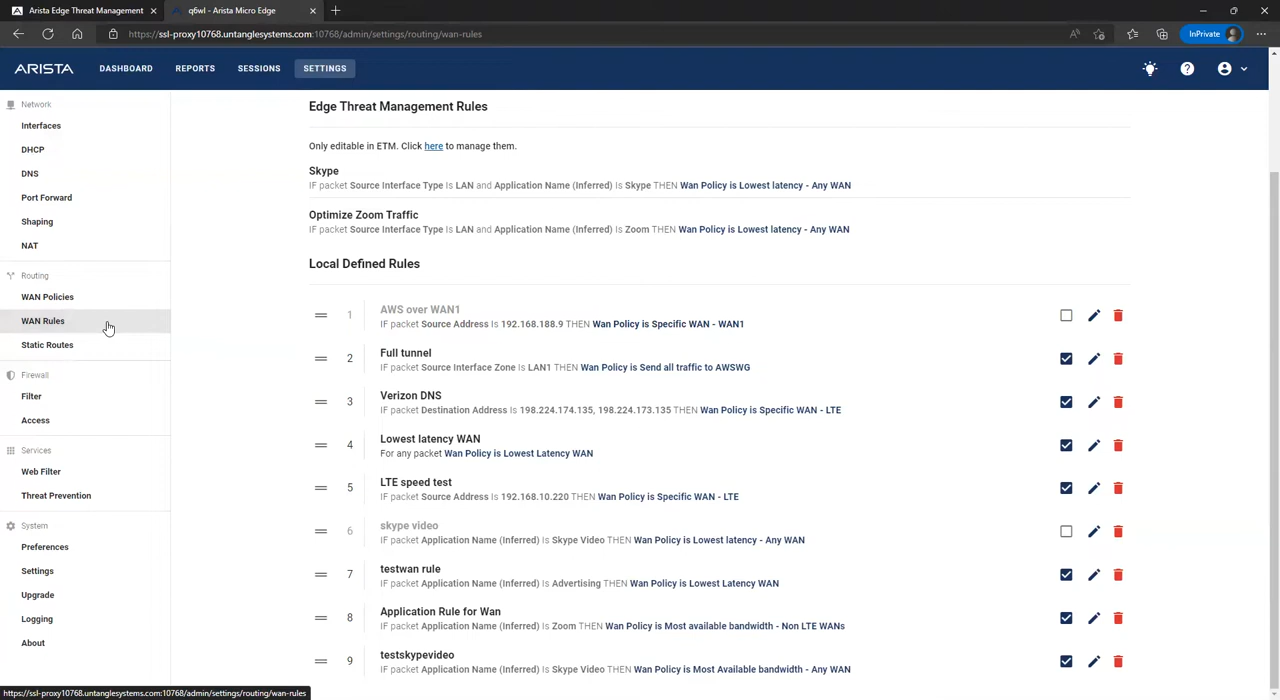 Arista Edge Threat Management
q6wl - Arista Micro Edge
https://ssl-proxy10768.untanglesystems.com:10768/admin/settings/routing/wan-rules
InPrivate
ARISTA
DASHBOARD
REPORTS
SESSIONS
SETTINGS
Network
Interfaces
DHCP
DNS
Port Forward
Shaping
NAT
Routing
WAN Policies
WAN Rules
Static Routes
Firewall
Filter
Access
Services
Web Filter
Threat Prevention
System
Preferences
Settings
Upgrade
Logging
About
Edge Threat Management Rules
Only editable in ETM. Click here to manage them.
Skype
IF packet Source Interface Type Is LAN and Application Name (Inferred) Is Skype THEN Wan Policy is Lowest latency - Any WAN
Optimize Zoom Traffic
IF packet Source Interface Type Is LAN and Application Name (Inferred) Is Zoom THEN Wan Policy is Lowest latency - Any WAN
Local Defined Rules
1 AWS over WAN1
IF packet Source Address Is 192.168.188.9 THEN Wan Policy is Specific WAN - WAN1
2 Full tunnel
IF packet Source Interface Zone Is LAN1 THEN Wan Policy is Send all traffic to AWSWG
3 Verizon DNS
IF packet Destination Address Is 198.224.174.135, 198.224.173.135 THEN Wan Policy is Specific WAN - LTE
4 Lowest latency WAN
For any packet Wan Policy is Lowest Latency WAN
5 LTE speed test
IF packet Source Address Is 192.168.10.220 THEN Wan Policy is Specific WAN - LTE
6 skype video
IF packet Application Name (Inferred) Is Skype Video THEN Wan Policy is Lowest latency - Any WAN
7 testwan rule
IF packet Application Name (Inferred) Is Advertising THEN Wan Policy is Lowest Latency WAN
8 Application Rule for Wan
IF packet Application Name (Inferred) Is Zoom THEN Wan Policy is Most available bandwidth - Non LTE WANs
9 testskypevideo
IF packet Application Name (Inferred) Is Skype Video THEN Wan Policy is Most Available bandwidth - Any WAN
https://ssl-proxy10768.untanglesystems.com:10768/admin/settings/routing/wan-rules